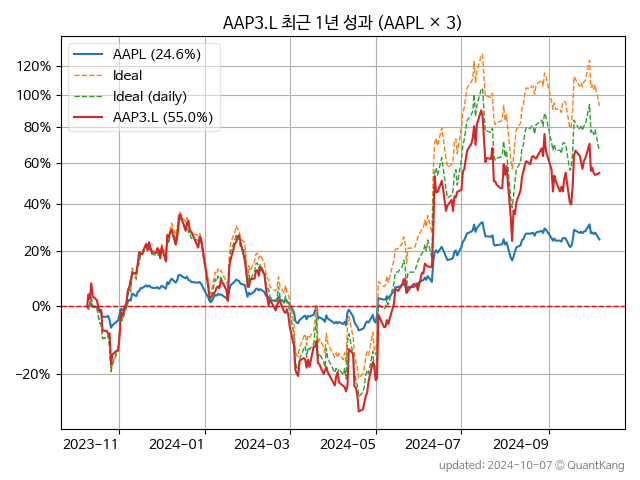 AAP3.L 최근 1년 성과 (AAPL × 3)
AAPL (24.6%)
Ideal
Ideal (daily)
AAP3.L (55.0%)
120%
100%
80%
60%
40%
20%
0%
−20%
2023-11
2024-01
2024-03
2024-05
2024-07
2024-09
updated: 2024-10-07 © QuantKang